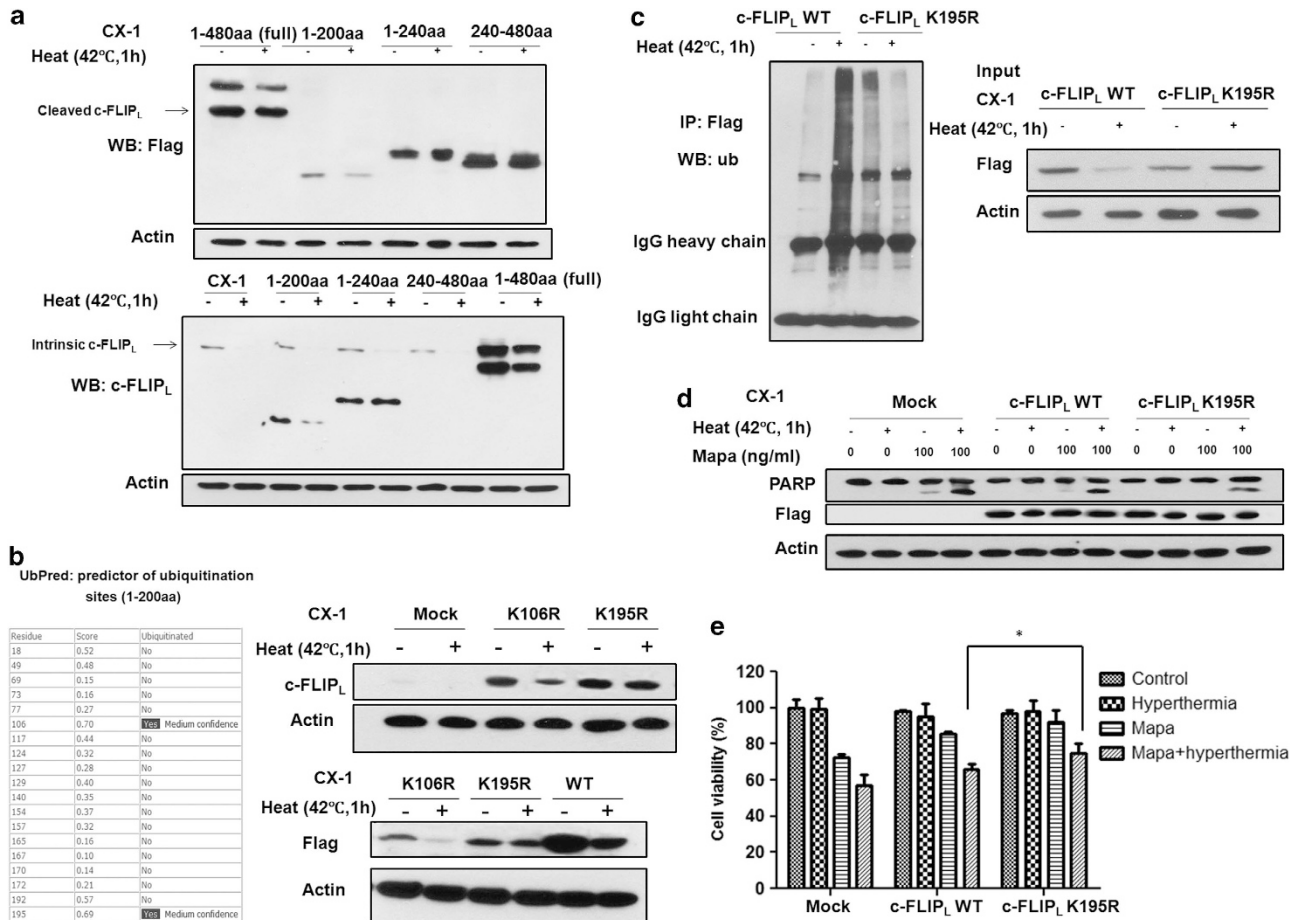 a
CX-1
1-480aa (full) 1-200aa 1-240aa 240-480aa
Heat (42℃,1h) - + - + - + - +
Cleaved c-FLIPL
WB: Flag
Actin
CX-1 1-200aa 1-240aa 240-480aa 1-480aa (full)
Heat (42℃,1h) - + - + - + - + - +
Intrinsic c-FLIPL
WB: c-FLIPL
Actin
b
UbPred: predictor of ubiquitination
sites (1-200aa)
Residue Score Ubiquitinated
18 0.52 No
49 0.48 No
69 0.15 No
73 0.16 No
77 0.27 No
106 0.70 Yes Medium confidence
117 0.44 No
124 0.32 No
127 0.28 No
129 0.40 No
140 0.35 No
154 0.37 No
157 0.32 No
165 0.16 No
167 0.10 No
170 0.14 No
172 0.21 No
192 0.57 No
195 0.69 Yes Medium confidence
CX-1 Mock K106R K195R
Heat (42℃,1h) - + - + - +
c-FLIPL
Actin
CX-1 K106R K195R WT
Heat (42℃,1h) - + - + - +
Flag
Actin
c
c-FLIPL WT c-FLIPL K195R
Heat (42℃, 1h) - + - +
IP: Flag
WB: ub
IgG heavy chain
IgG light chain
Input
CX-1 c-FLIPL WT c-FLIPL K195R
Heat (42℃, 1h) - + - +
Flag
Actin
d
CX-1 Mock c-FLIPL WT c-FLIPL K195R
Heat (42℃, 1h) - + - + - + - + - + - +
Mapa (ng/ml) 0 0 100 100 0 0 100 100 0 0 100 100
PARP
Flag
Actin
e
*
Cell viability (%)
120
100
80
60
40
20
0
Mock c-FLIPL WT c-FLIPL K195R
Control
Hyperthermia
Mapa
Mapa+hyperthermia